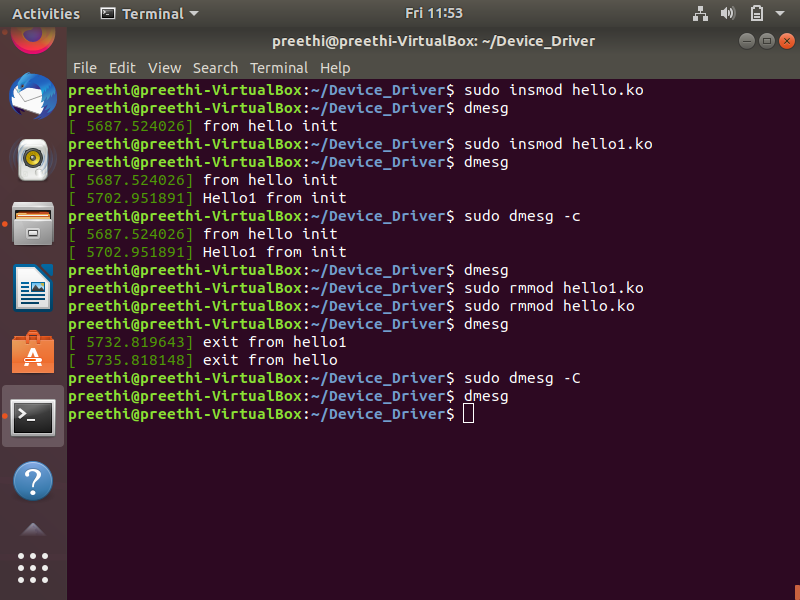 Activities Terminal Fri 11:53
preethi@preethi-VirtualBox: ~/Device_Driver
File Edit View Search Terminal Help
preethi@preethi-VirtualBox:~/Device_Driver$ sudo insmod hello.ko
preethi@preethi-VirtualBox:~/Device_Driver$ dmesg
[ 5687.524026] from hello init
preethi@preethi-VirtualBox:~/Device_Driver$ sudo insmod hello1.ko
preethi@preethi-VirtualBox:~/Device_Driver$ dmesg
[ 5687.524026] from hello init
[ 5702.951891] Hello1 from init
preethi@preethi-VirtualBox:~/Device_Driver$ sudo dmesg -c
[ 5687.524026] from hello init
[ 5702.951891] Hello1 from init
preethi@preethi-VirtualBox:~/Device_Driver$ dmesg
preethi@preethi-VirtualBox:~/Device_Driver$ sudo rmmod hello1.ko
preethi@preethi-VirtualBox:~/Device_Driver$ sudo rmmod hello.ko
preethi@preethi-VirtualBox:~/Device_Driver$ dmesg
[ 5732.819643] exit from hello1
[ 5735.818148] exit from hello
preethi@preethi-VirtualBox:~/Device_Driver$ sudo dmesg -C
preethi@preethi-VirtualBox:~/Device_Driver$ dmesg
preethi@preethi-VirtualBox:~/Device_Driver$